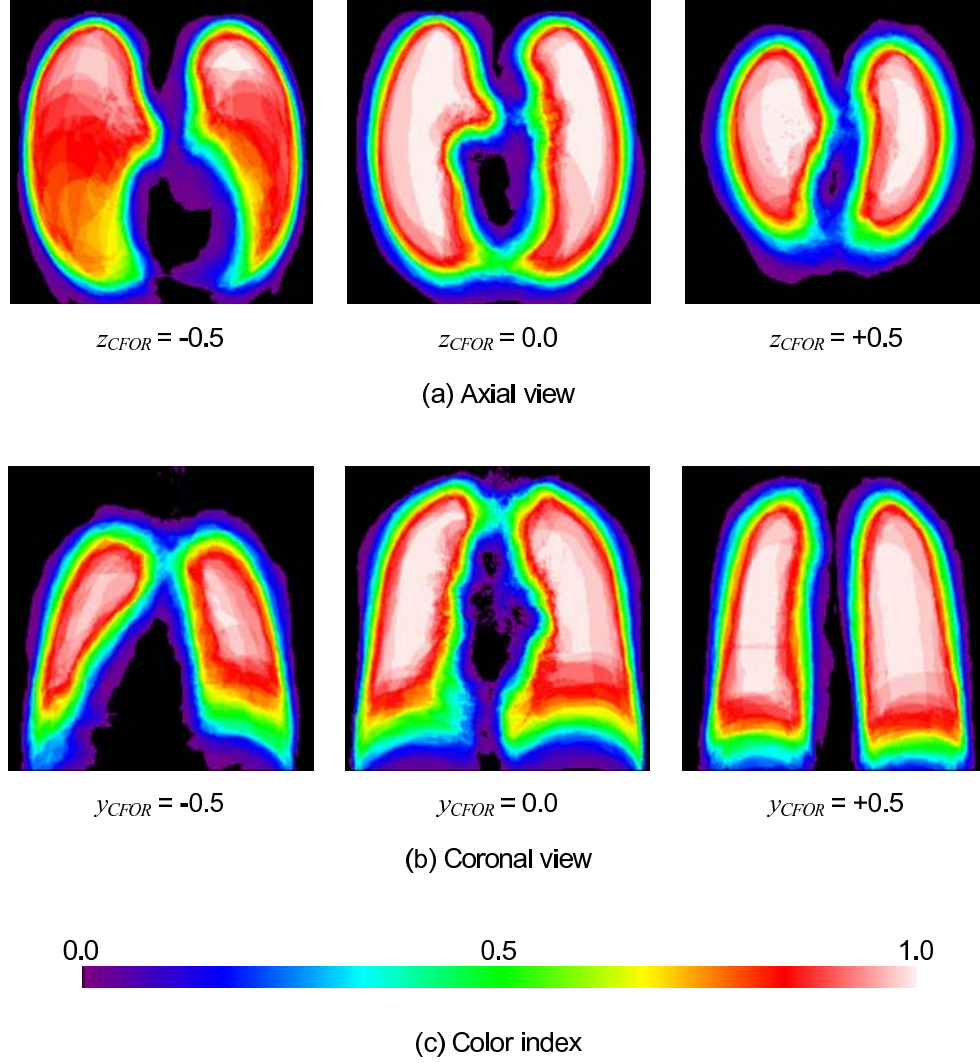 z_CFOR = -0.5 z_CFOR = 0.0 z_CFOR = +0.5
(a) Axial view
y_CFOR = -0.5 y_CFOR = 0.0 y_CFOR = +0.5
(b) Coronal view
0.0 0.5 1.0
(c) Color index